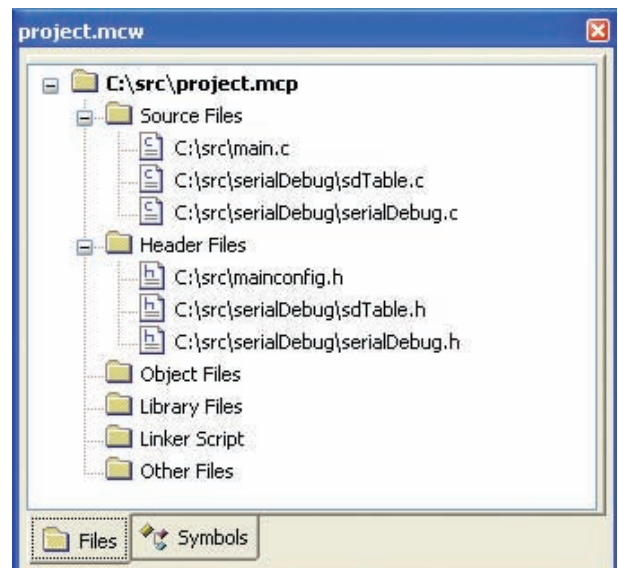 project.mcw
C:\src\project.mcp
Source Files
C:\src\main.c
C:\src\serialDebug\sdTable.c
C:\src\serialDebug\serialDebug.c
Header Files
C:\src\mainconfig.h
C:\src\serialDebug\sdTable.h
C:\src\serialDebug\serialDebug.h
Object Files
Library Files
Linker Script
Other Files
Files Symbols